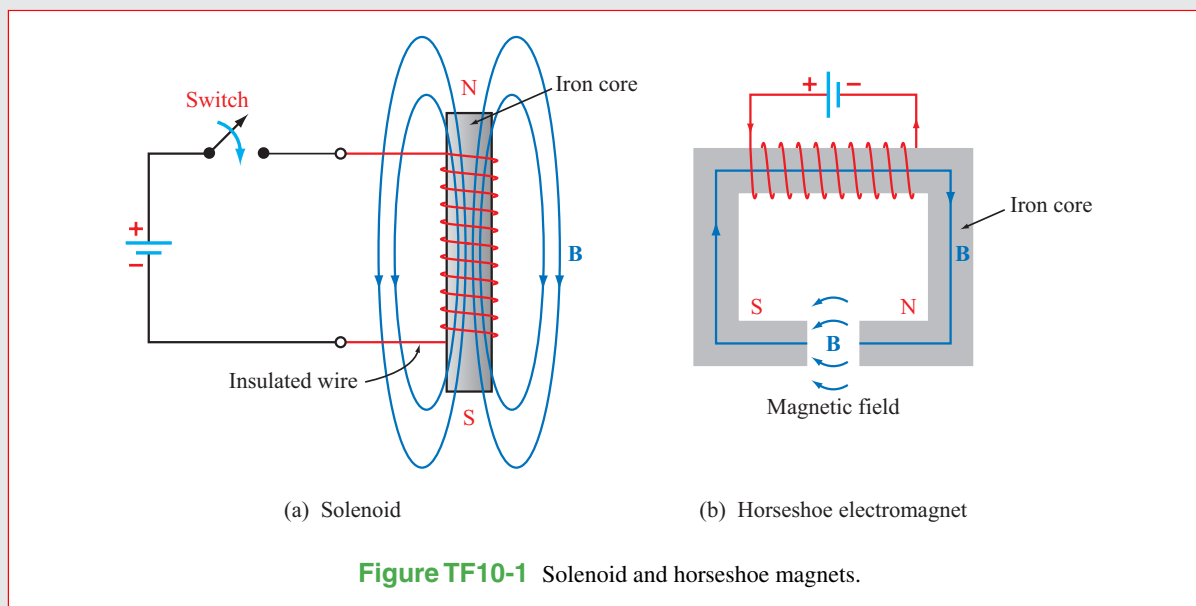 N
Iron core
Switch
+
−
B
Insulated wire
S
(a) Solenoid
+ −
Iron core
B
S N
B
Magnetic field
(b) Horseshoe electromagnet
Figure TF10-1 Solenoid and horseshoe magnets.